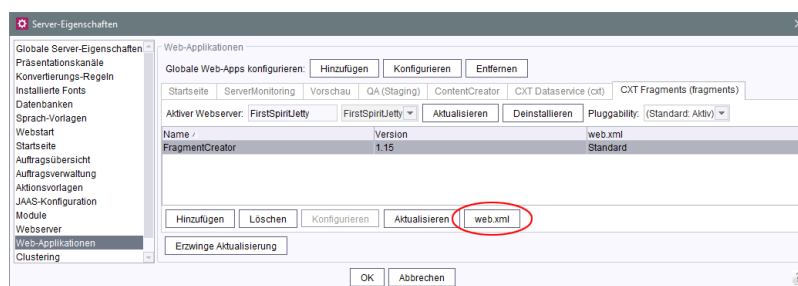 Server-Eigenschaften
Globale Server-Eigenschaften
Präsentationskanäle
Konvertierungs-Regeln
Installierte Fonts
Datenbanken
Sprach-Vorlagen
Webstart
Startseite
Auftragsübersicht
Auftragsverwaltung
Aktionsvorlagen
JAAS-Konfiguration
Module
Webserver
Web-Applikationen
Clustering
Web-Applikationen
Globale Web-Apps konfigurieren: Hinzufügen Konfigurieren Entfernen
Startseite ServerMonitoring Vorschau QA (Staging) ContentCreator CXT Dataservice (cxt) CXT Fragments (fragments)
Aktiver Webserver: FirstSpiritJetty FirstSpiritJetty Aktualisieren Deinstallieren Pluggability: (Standard: Aktiv)
Name Version web.xml
FragmentCreator 1.15 Standard
Hinzufügen Löschen Konfigurieren Aktualisieren web.xml
Erzwinge Aktualisierung
OK Abbrechen